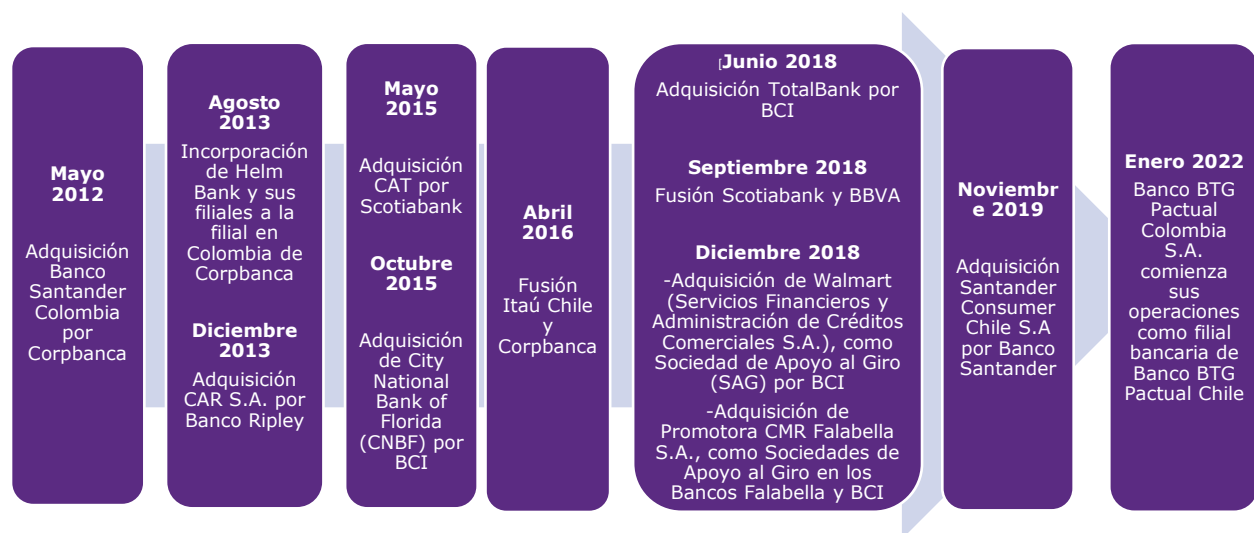 Mayo
2012
Adquisición
Banco
Santander
Colombia
por
Corpbanca
Agosto
2013
Incorporación
de Helm
Bank y sus
filiales a la
filial en
Colombia de
Corpbanca
Diciembre
2013
Adquisición
CAR S.A. por
Banco Ripley
Mayo
2015
Adquisición
CAT por
Scotiabank
Octubre
2015
Adquisición
de City
National
Bank of
Florida
(CNBF) por
BCI
Abril
2016
Fusión
Itaú Chile
y
Corpbanca
[Junio 2018
Adquisición TotalBank por
BCI
Septiembre 2018
Fusión Scotiabank y BBVA
Diciembre 2018
-Adquisición de Walmart
(Servicios Financieros y
Administración de Créditos
Comerciales S.A.), como
Sociedad de Apoyo al Giro
(SAG) por BCI
-Adquisición de
Promotora CMR Falabella
S.A., como Sociedades de
Apoyo al Giro en los
Bancos Falabella y BCI
Noviembr
e 2019
Adquisición
Santander
Consumer
Chile S.A
por Banco
Santander
Enero 2022
Banco BTG
Pactual
Colombia
S.A.
comienza
sus
operaciones
como filial
bancaria de
Banco BTG
Pactual Chile